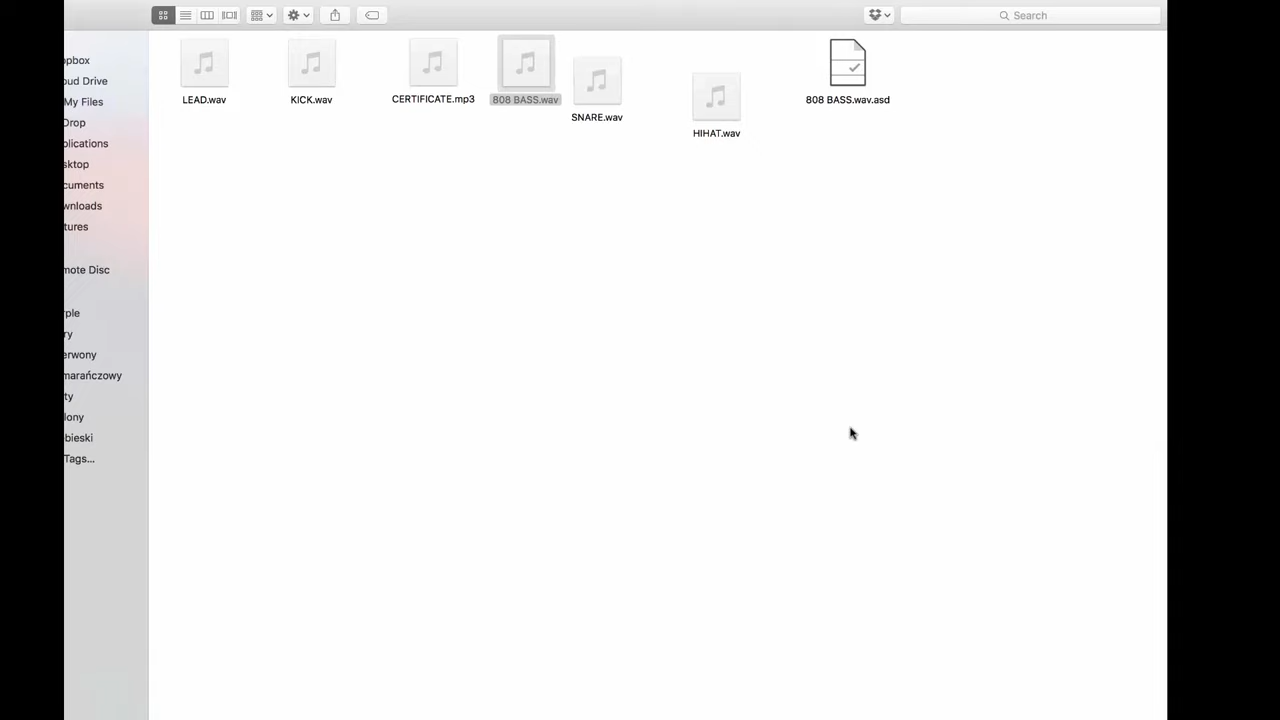 Search
LEAD.wav
KICK.wav
CERTIFICATE.mp3
808 BASS.wav
SNARE.wav
HIHAT.wav
808 BASS.wav.asd
pbox
oud Drive
My Files
Drop
plications
sktop
cuments
wnloads
tures
mote Disc
rple
ry
erwony
marańczowy
ty
lony
bieski
Tags...